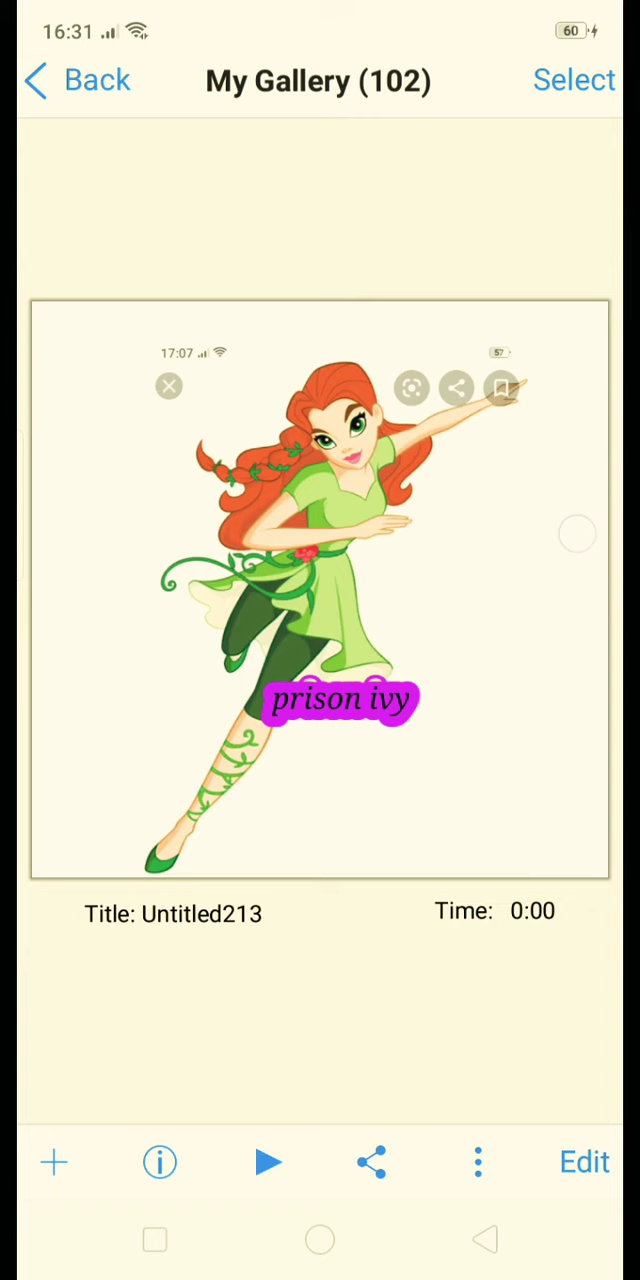 16:31 60
Back My Gallery (102) Select
17:07 57
prison ivy
Title: Untitled213 Time: 0:00
Edit